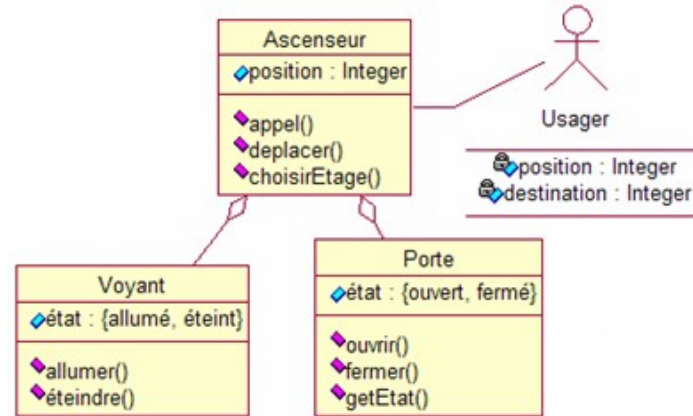 Ascenseur
position : Integer
appel()
deplacer()
choisirEtage()
Usager
position : Integer
destination : Integer
Voyant
état : {allumé, éteint}
allumer()
éteindre()
Porte
état : {ouvert, fermé}
ouvrir()
fermer()
getEtat()